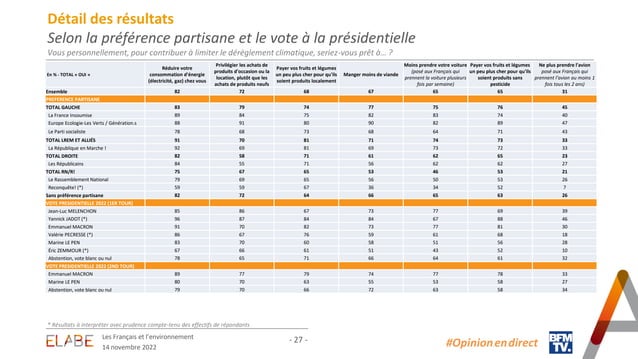 Détail des résultats
Selon la préférence partisane et le vote à la présidentielle
Vous personnellement, pour contribuer à limiter le dérèglement climatique, seriez-vous prêt à… ?
En % - TOTAL « OUI » Réduire votre consommation d'énergie (électricité, gaz) chez vous Privilégier les achats de produits d'occasion ou la location, plutôt que les achats de produits neufs Payer vos fruits et légumes un peu plus cher pour qu'ils soient produits localement Manger moins de viande Moins prendre votre voiture (posé aux Français qui prennent la voiture plusieurs fois par semaine) Payer vos fruits et légumes un peu plus cher pour qu'ils soient produits sans pesticide Ne plus prendre l'avion (posé aux Français qui prennent l'avion au moins 1 fois tous les 2 ans)
Ensemble 82 72 68 67 65 65 31
PREFERENCE PARTISANE
TOTAL GAUCHE 83 79 74 77 75 76 45
La France Insoumise 89 84 75 82 83 74 40
Europe Ecologie-Les Verts / Génération.s 88 91 80 90 82 89 47
Le Parti socialiste 78 68 73 68 64 71 43
TOTAL LREM ET ALLIÉS 91 70 81 71 74 73 33
La République en Marche ! 92 69 81 69 73 72 33
TOTAL DROITE 82 58 71 61 62 65 23
Les Républicains 84 55 71 56 62 62 27
TOTAL RN/R! 75 67 65 53 46 53 21
Le Rassemblement National 79 69 65 56 50 53 26
Reconquête! (*) 59 59 67 36 34 52 7
Sans préférence partisane 82 72 64 66 65 63 26
VOTE PRESIDENTIELLE 2022 (1ER TOUR)
Jean-Luc MELENCHON 85 86 67 73 77 69 39
Yannick JADOT (*) 96 87 84 84 67 88 46
Emmanuel MACRON 91 70 82 73 77 81 30
Valérie PECRESSE (*) 86 67 76 59 61 68 18
Marine LE PEN 83 70 60 58 51 56 28
Éric ZEMMOUR (*) 67 66 61 51 43 52 10
Abstention, vote blanc ou nul 78 65 71 66 64 61 32
VOTE PRESIDENTIELLE 2022 (2ND TOUR)
Emmanuel MACRON 89 77 79 74 77 78 33
Marine LE PEN 80 70 63 55 53 58 27
Abstention, vote blanc ou nul 79 70 66 72 63 58 34
* Résultats à interpréter avec prudence compte-tenu des effectifs de répondants
ELABE
Les Français et l'environnement
14 novembre 2022
- 27 -
#Opinion en direct
BFM
TV.